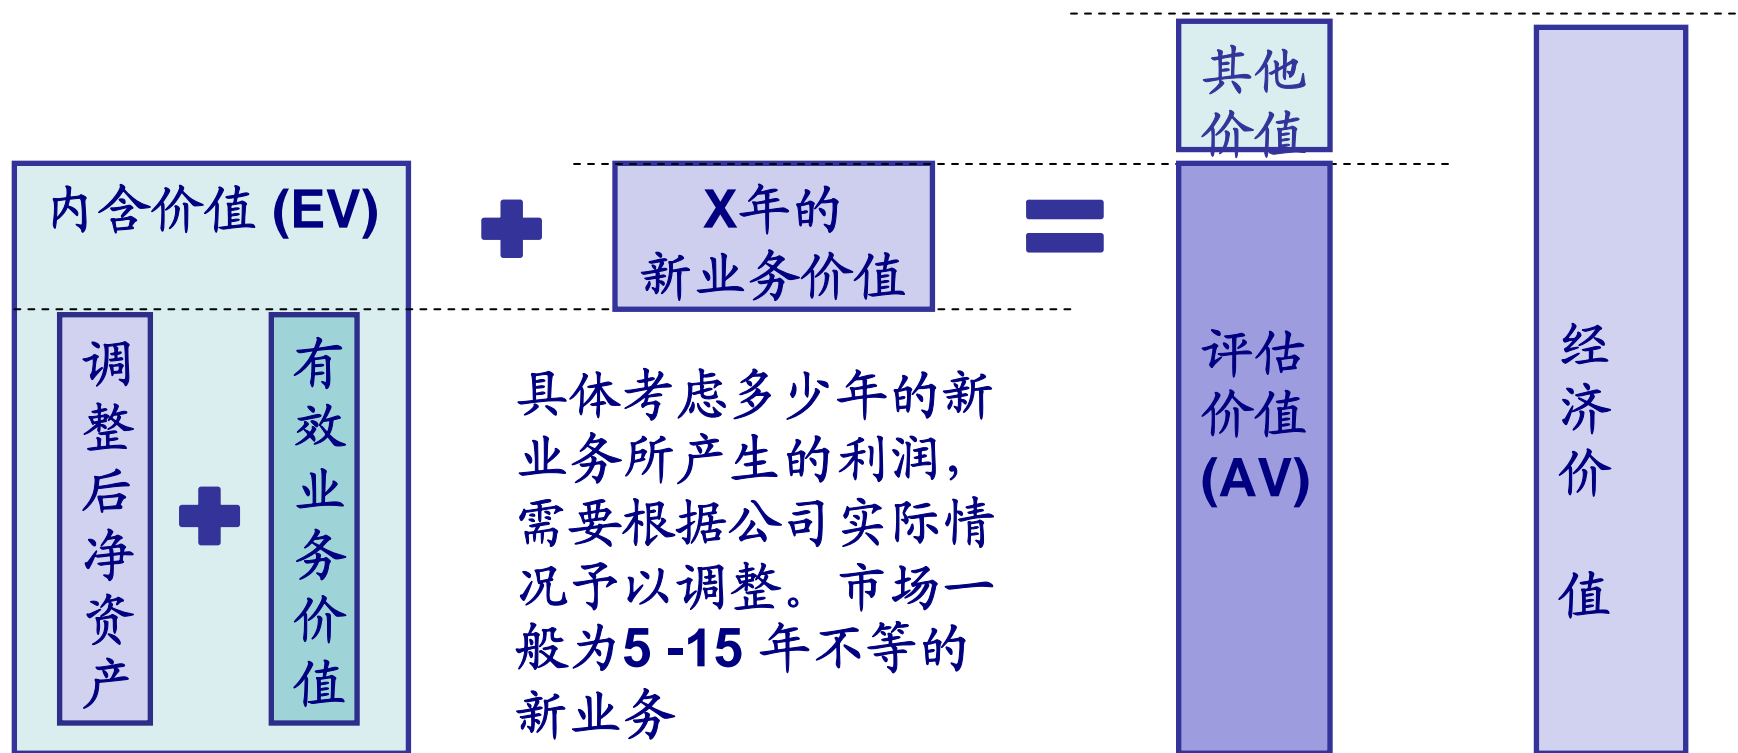 内含价值 (EV)
调
整
后
净
资
产
有
效
业
务
价
值
X年的
新业务价值
具体考虑多少年的新
业务所产生的利润，
需要根据公司实际情
况予以调整。市场一
般为5 -15 年不等的
新业务
其他
价值
评估
价值
(AV)
经
济
价
值